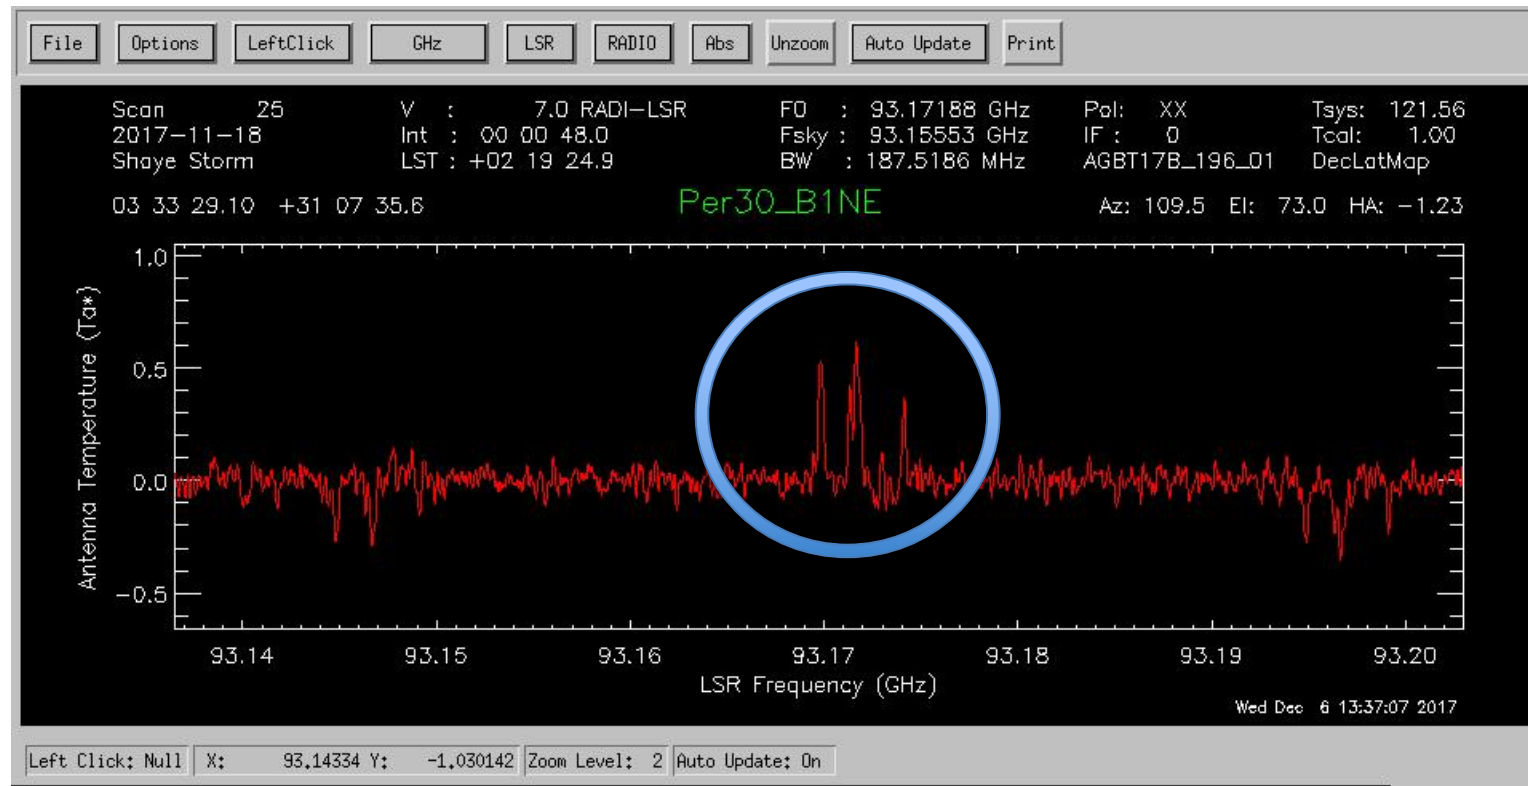 File Options LeftClick GHz LSR RADIO Abs Unzoom Auto Update Print
Scan 25 V : 7.0 RADI-LSR F0 : 93.17188 GHz Pol: XX Tsys: 121.56
2017-11-18 Int : 00 00 48.0 Fsky : 93.15553 GHz IF : 0 Tcal: 1.00
Shaye Storm LST : +02 19 24.9 BW : 187.5186 MHz AGBT17B_196_01 DecLatMap
03 33 29.10 +31 07 35.6 Per30_B1NE Az: 109.5 El: 73.0 HA: -1.23
Antenna Temperature (Ta*)
1.0
0.5
0.0
-0.5
93.14 93.15 93.16 93.17 93.18 93.19 93.20
LSR Frequency (GHz)
Wed Dec 6 13:37:07 2017
Left Click: Null X: 93.14334 Y: -1.030142 Zoom Level: 2 Auto Update: On